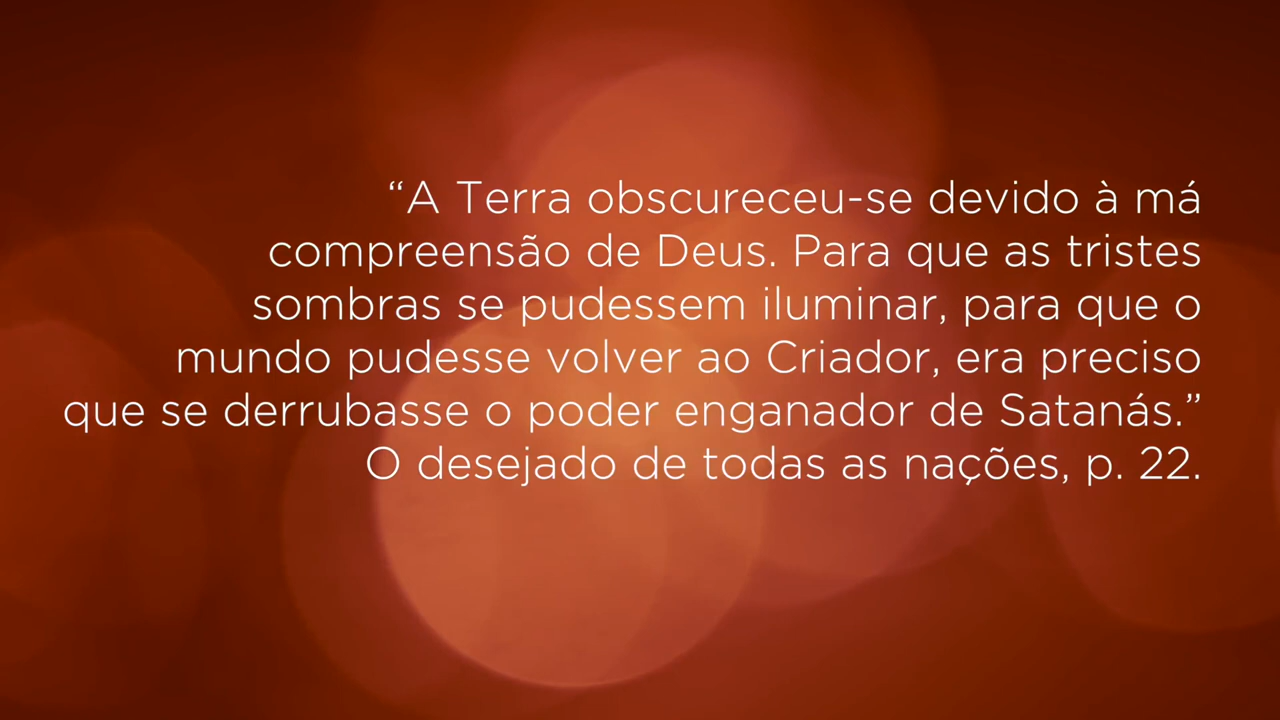 “A Terra obscureceu-se devido à má
compreensão de Deus. Para que as tristes
sombras se pudessem iluminar, para que o
mundo pudesse volver ao Criador, era preciso
que se derrubasse o poder enganador de Satanás.”
O desejado de todas as nações, p. 22.